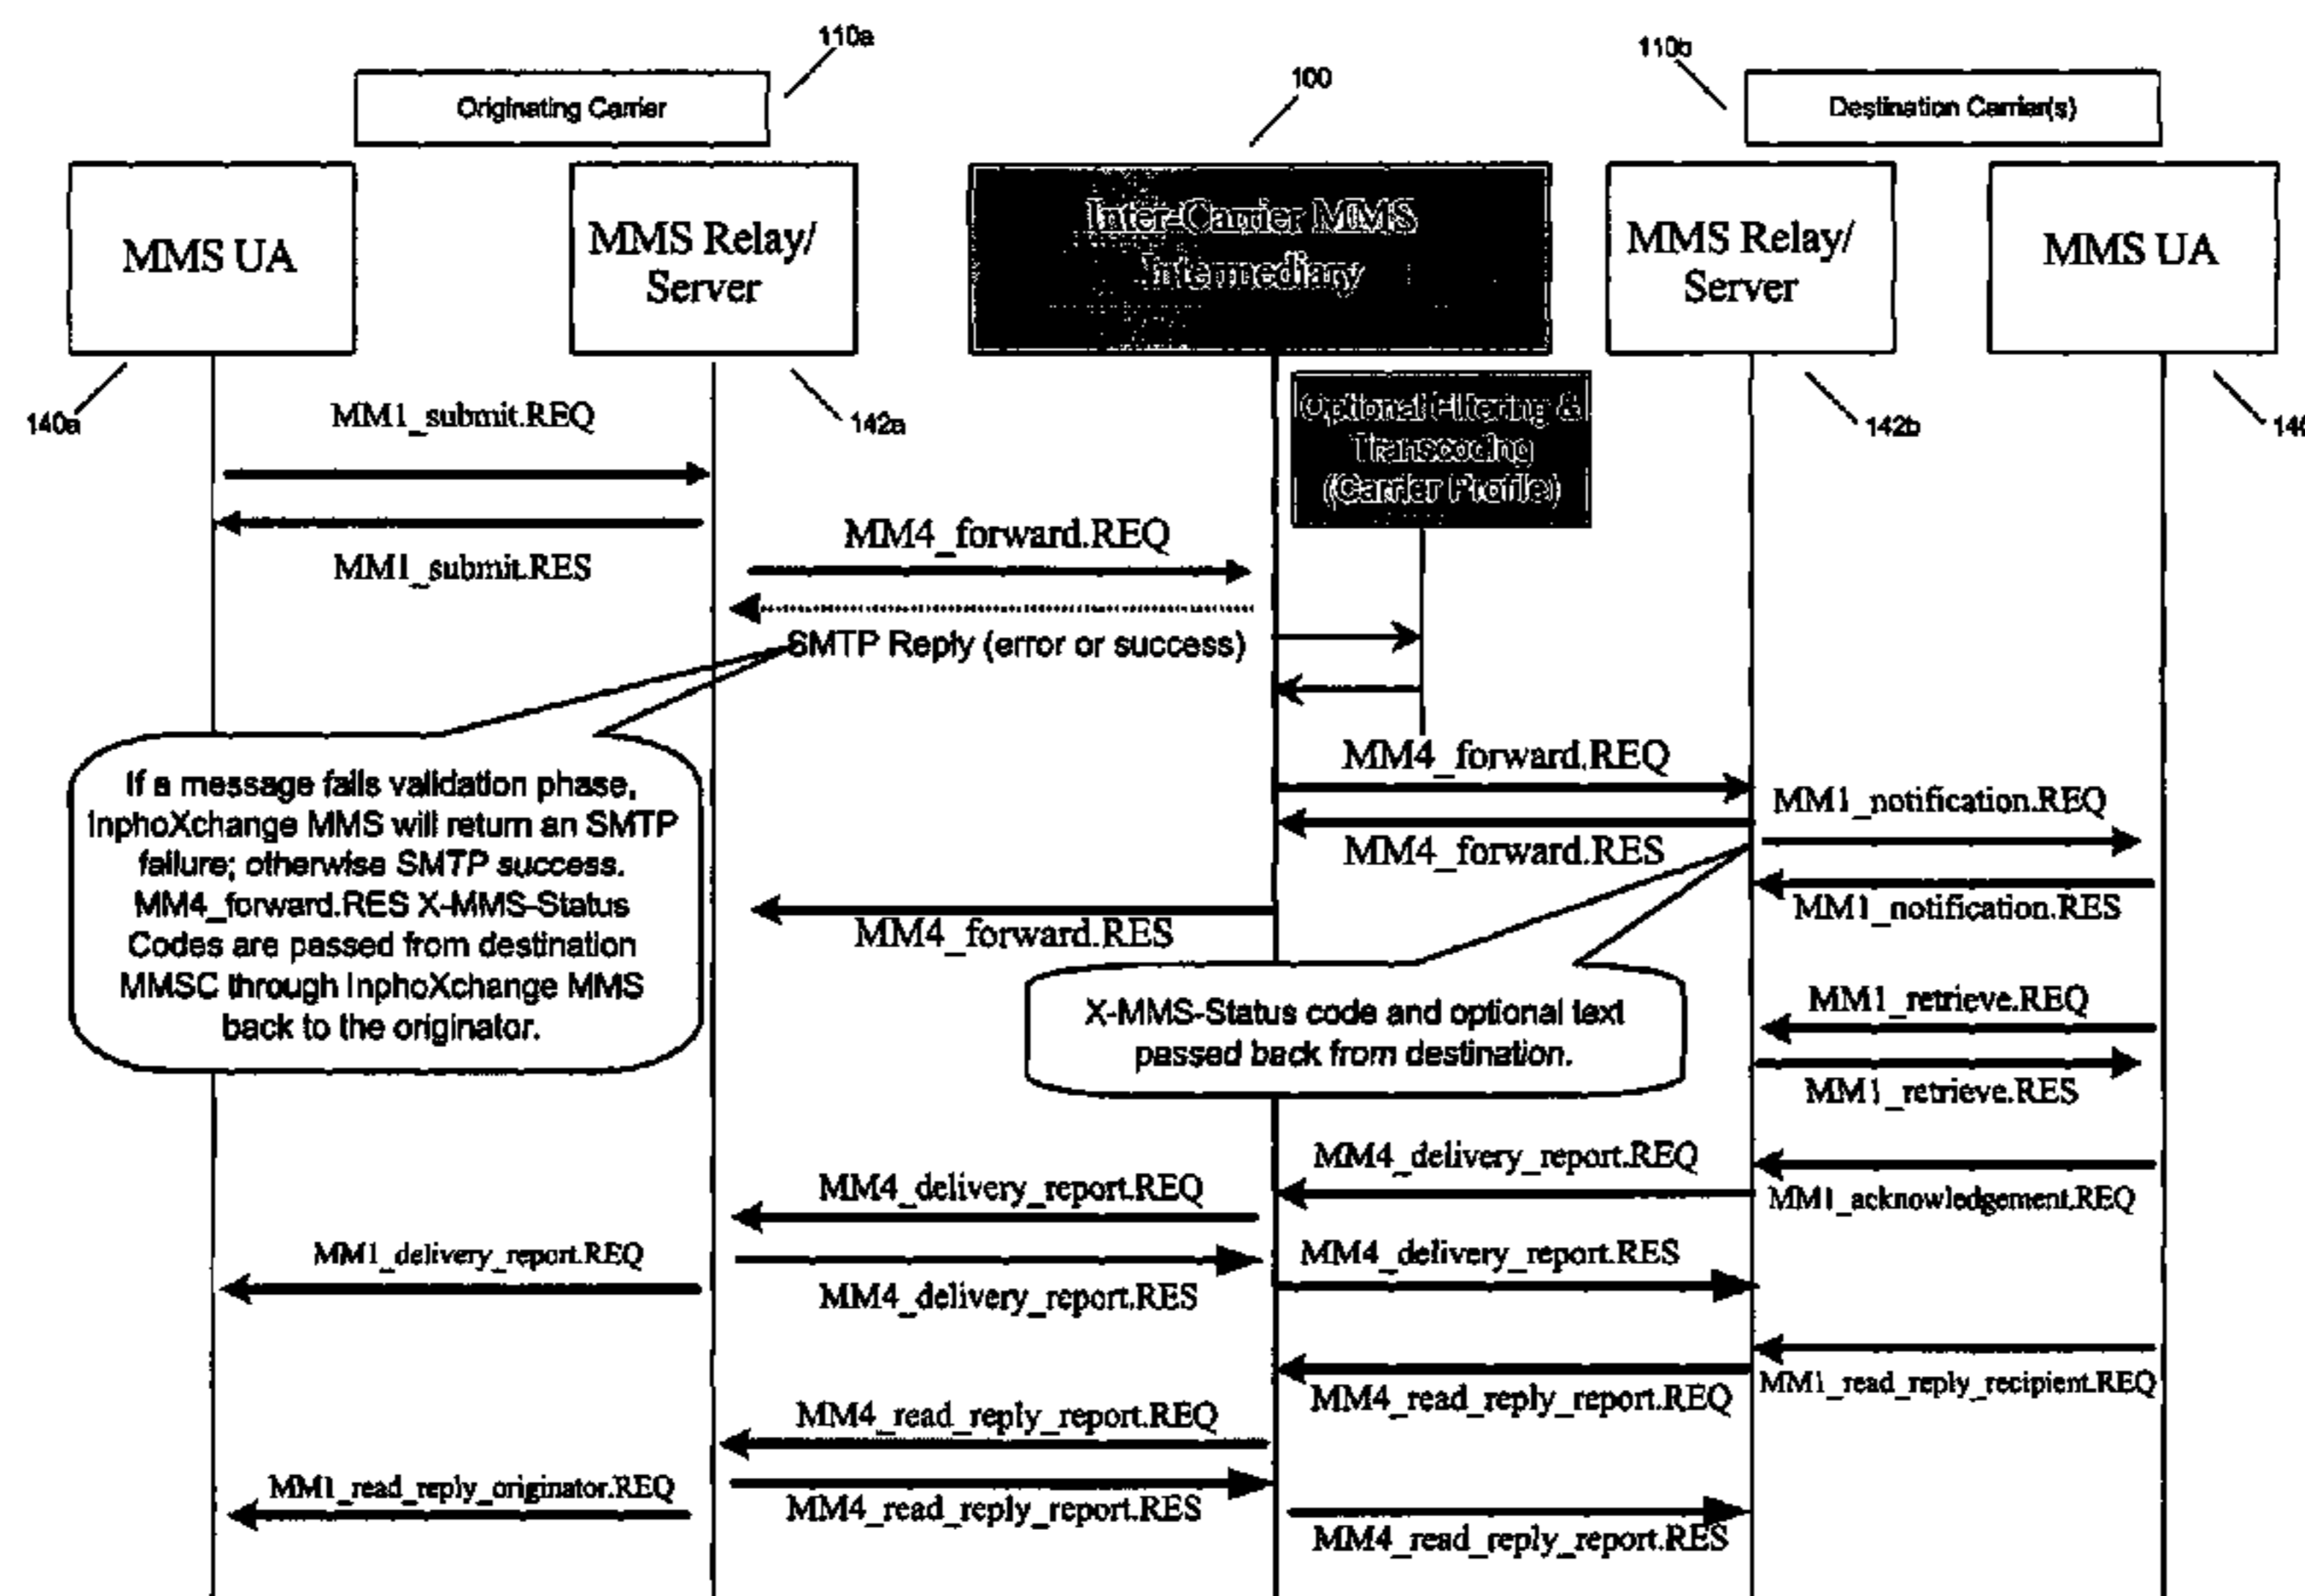 110a
110b
100
Originating Carrier
Destination Carrier(s)
MMS UA
MMS Relay/
Server
Inter-Carrier MMS
Intermediary
MMS Relay/
Server
MMS UA
140a
142a
142b
Optional Filtering &
Transcoding
(Carrier Profile)
MM1_submit.REQ
MM1_submit.RES
MM4_forward.REQ
SMTP Reply (error or success)
If a message fails validation phase,
InphoXchange MMS will return an SMTP
failure; otherwise SMTP success.
MM4_forward.RES X-MMS-Status
Codes are passed from destination
MMSC through InphoXchange MMS
back to the originator.
MM4_forward.REQ
MM4_forward.RES
MM1_notification.REQ
MM1_notification.RES
MM4_forward.RES
X-MMS-Status code and optional text
passed back from destination.
MM1_retrieve.REQ
MM1_retrieve.RES
MM4_delivery_report.REQ
MM1_acknowledgement.REQ
MM4_delivery_report.REQ
MM1_delivery_report.REQ
MM4_delivery_report.RES
MM4_delivery_report.RES
MM1_read_reply_recipient.REQ
MM4_read_reply_report.REQ
MM4_read_reply_report.REQ
MM1_read_reply_originator.REQ
MM4_read_reply_report.RES
MM4_read_reply_report.RES